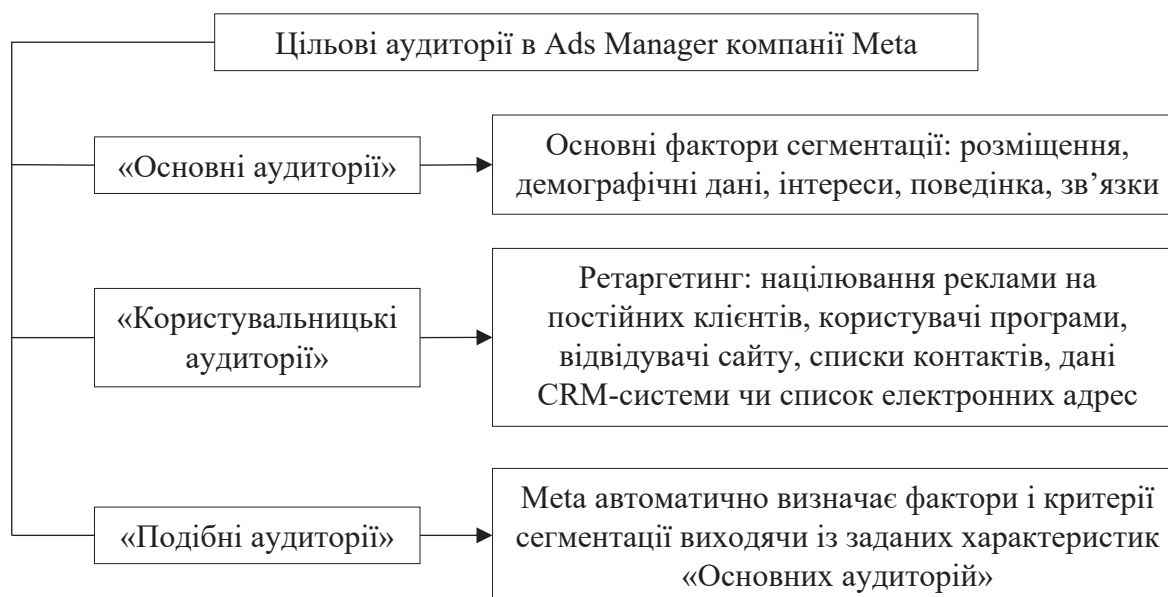 Цільові аудиторії в Ads Manager компанії Meta
«Основні аудиторії»
Основні фактори сегментації: розміщення,
демографічні дані, інтереси, поведінка, зв’язки
«Користувальницькі
аудиторії»
Ретаргетинг: націлювання реклами на
постійних клієнтів, користувачі програми,
відвідувачі сайту, списки контактів, дані
CRM-системи чи список електронних адрес
«Подібні аудиторії»
Meta автоматично визначає фактори і критерії
сегментації виходячи із заданих характеристик
«Основних аудиторій»